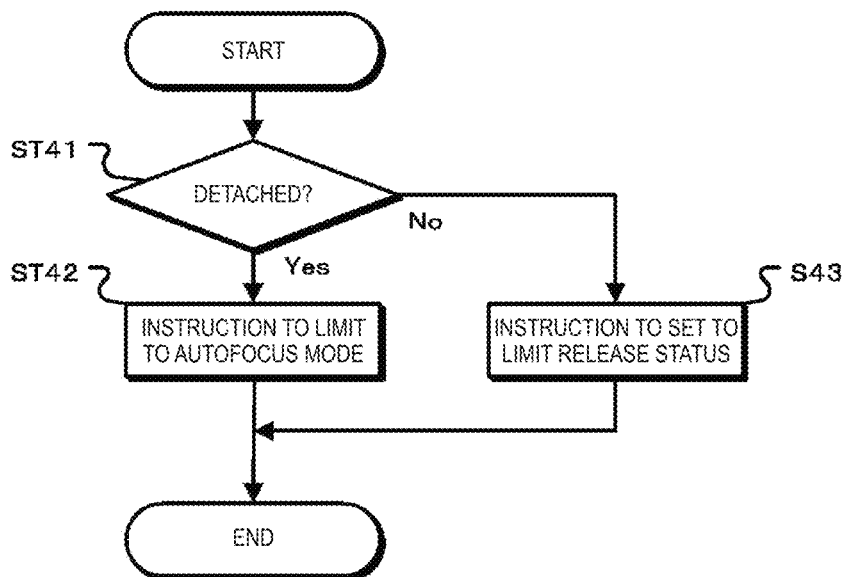 START
ST41
DETACHED?
No
Yes
ST42
S43
INSTRUCTION TO LIMIT
TO AUTOFOCUS MODE
INSTRUCTION TO SET TO
LIMIT RELEASE STATUS
END